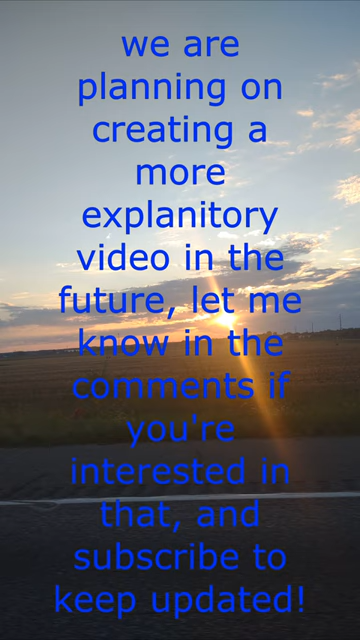 we are
planning on
creating a
more
explanitory
video in the
future, let me
know in the
comments if
you're
interested in
that, and
subscribe to
keep updated!